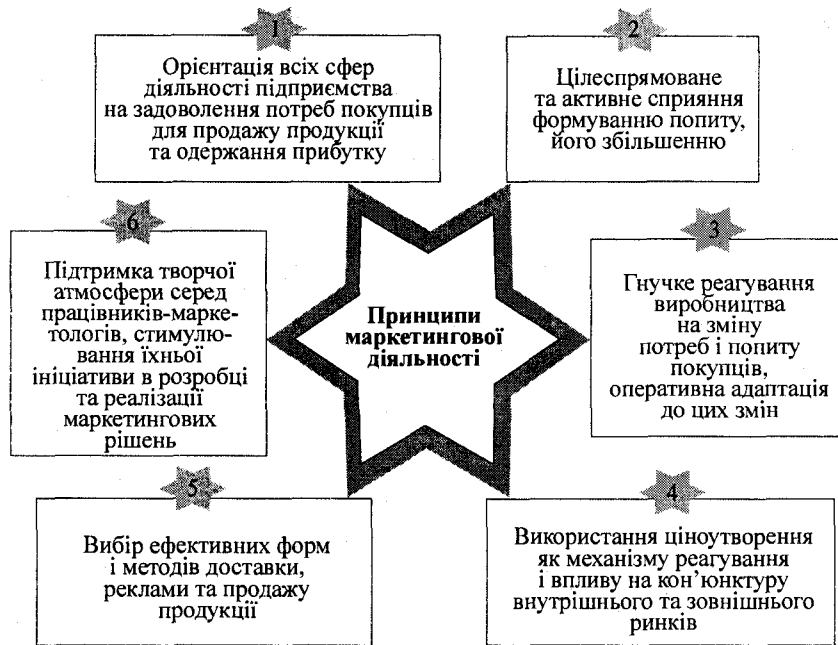 1
Орієнтація всіх сфер
діяльності підприємства
на задоволення потреб покупців
для продажу продукції
та одержання прибутку
2
Цілеспрямоване
та активне сприяння
формуванню попиту,
його збільшенню
3
Гнучке реагування
виробництва
на зміну
потреб і попиту
покупців,
оперативна адаптація
до цих змін
4
Використання ціноутворення
як механізму реагування
і впливу на кон’юнктуру
внутрішнього та зовнішнього
ринків
5
Вибір ефективних форм
і методів доставки,
реклами та продажу
продукції
6
Підтримка творчої
атмосфери серед
працівників-марке-
тологів, стимулю-
вання їхньої
ініціативи в розробці
та реалізації
маркетингових
рішень
Принципи
маркетингової
діяльності